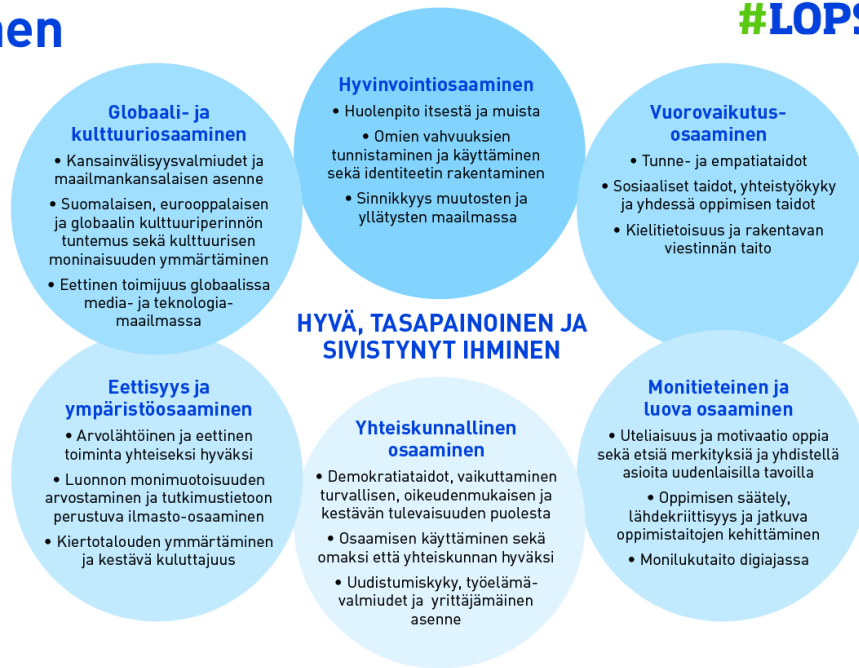 nen
#LOPS
Hyvinvointiosaaminen
• Huolenpito itsestä ja muista
• Omien vahvuuksien
tunnistaminen ja käyttäminen
sekä identiteetin rakentaminen
• Sinnikkyys muutosten ja
yllätysten maailmassa
Globaali- ja
kulttuuriosaaminen
• Kansainvälisyysvalmiudet ja
maailmankansalaisen asenne
• Suomalaisen, eurooppalaisen
ja globaalin kulttuuriperinnön
tuntemus sekä kulttuurisen
moninaisuuden ymmärtäminen
• Eettinen toimijuus globaalissa
media- ja teknologia-
maailmassa
Vuorovaikutus-
osaaminen
• Tunne- ja empatiataidot
• Sosiaaliset taidot, yhteistyökyky
ja yhdessä oppimisen taidot
• Kielitietoisuus ja rakentavan
viestinnän taito
HYVÄ, TASAPAINOINEN JA
SIVISTYNYT IHMINEN
Eettisyys ja
ympäristöosaaminen
• Arvolähtöinen ja eettinen
toiminta yhteiseksi hyväksi
• Luonnon monimuotoisuuden
arvostaminen ja tutkimustietoon
perustuva ilmasto-osaaminen
• Kiertotalouden ymmärtäminen
ja kestävä kuluttajuus
Yhteiskunnallinen
osaaminen
• Demokratiataidot, vaikuttaminen
turvallisen, oikeudenmukaisen ja
kestävän tulevaisuuden puolesta
• Osaamisen käyttäminen sekä
omaksi että yhteiskunnan hyväksi
• Uudistumiskyky, työelämä-
valmiudet ja yrittäjämäinen
asenne
Monitieteinen ja
luova osaaminen
• Uteliaisuus ja motivaatio oppia
sekä etsiä merkityksiä ja yhdistellä
asioita uudenlaisilla tavoilla
• Oppimisen säätely,
lähdekriittisyys ja jatkuva
oppimistaitojen kehittäminen
• Monilukutaito digiajassa